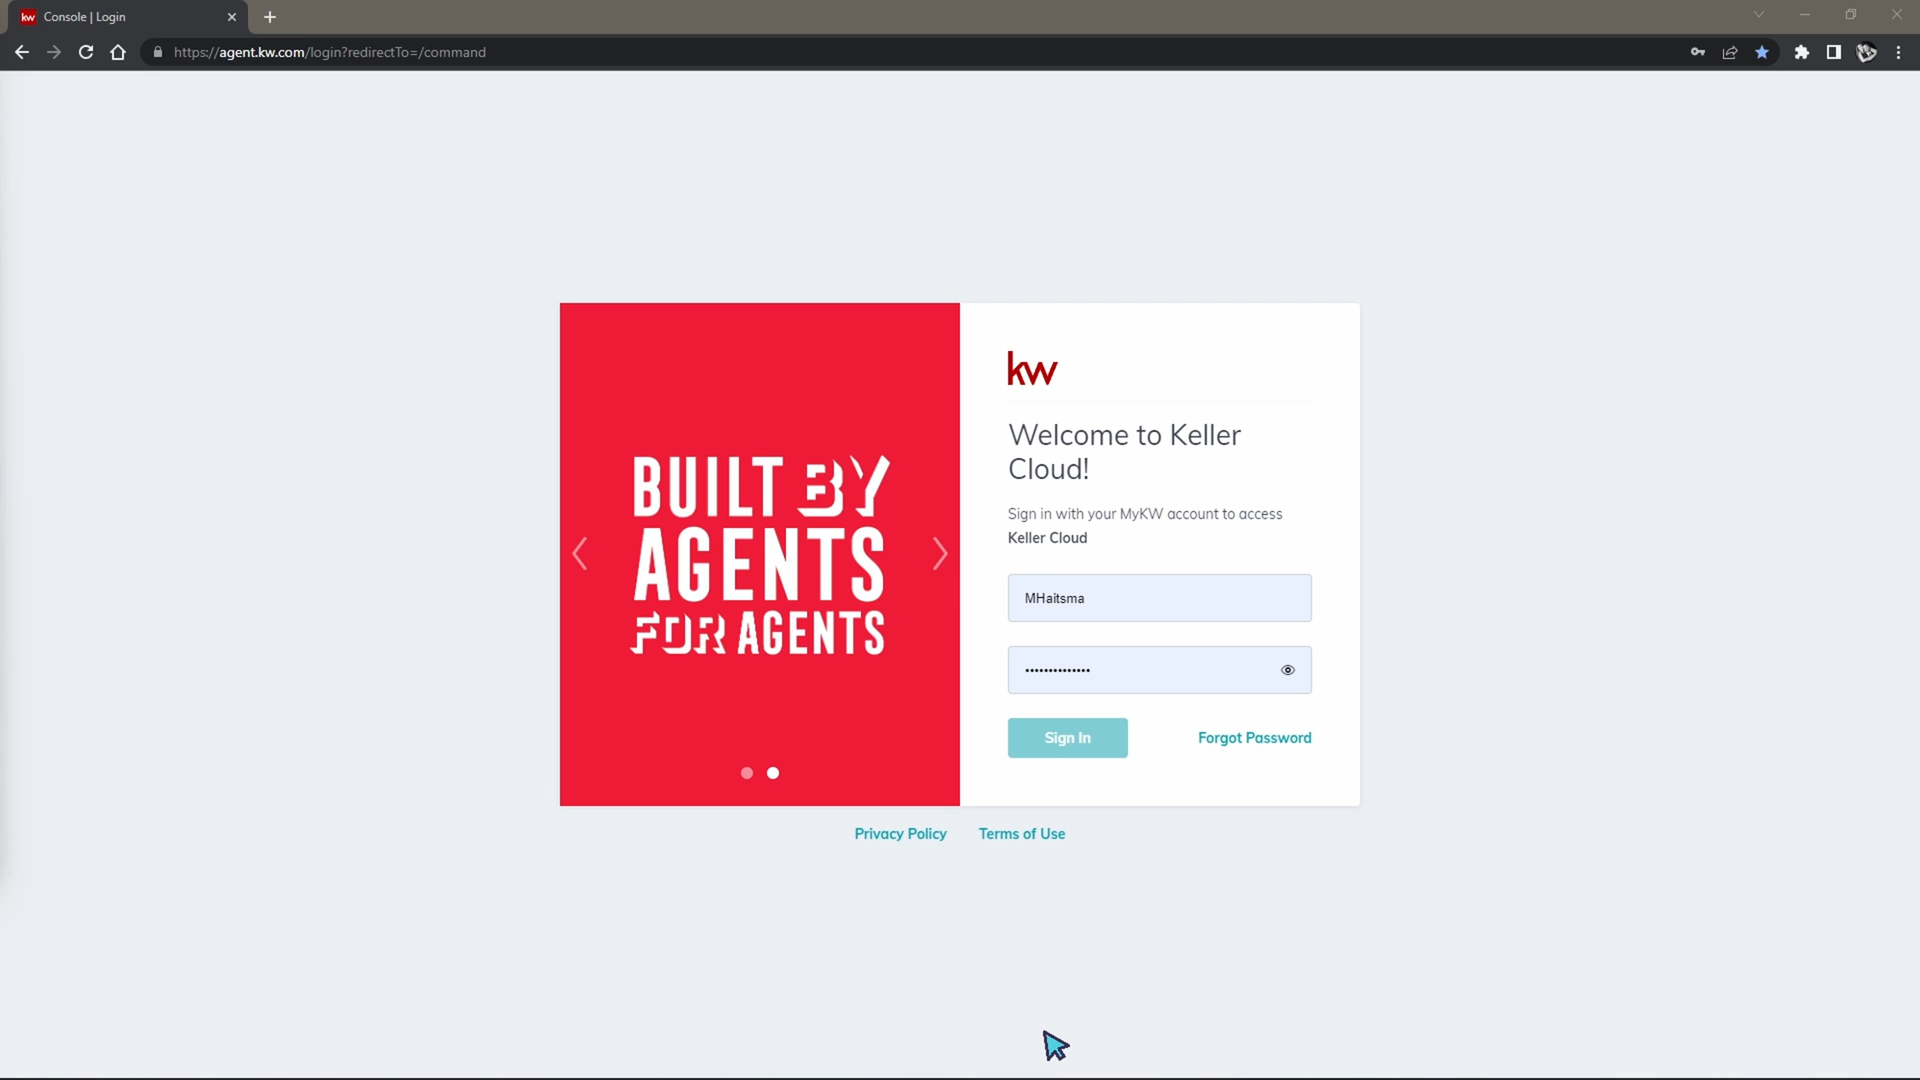 kw Console | Login
https://agent.kw.com/login?redirectTo=/command
BUILT BY
AGENTS
FOR AGENTS
kw
Welcome to Keller
Cloud!
Sign in with your MyKW account to access
Keller Cloud
MHaitsma
••••••••••••••
Sign In
Forgot Password
Privacy Policy
Terms of Use